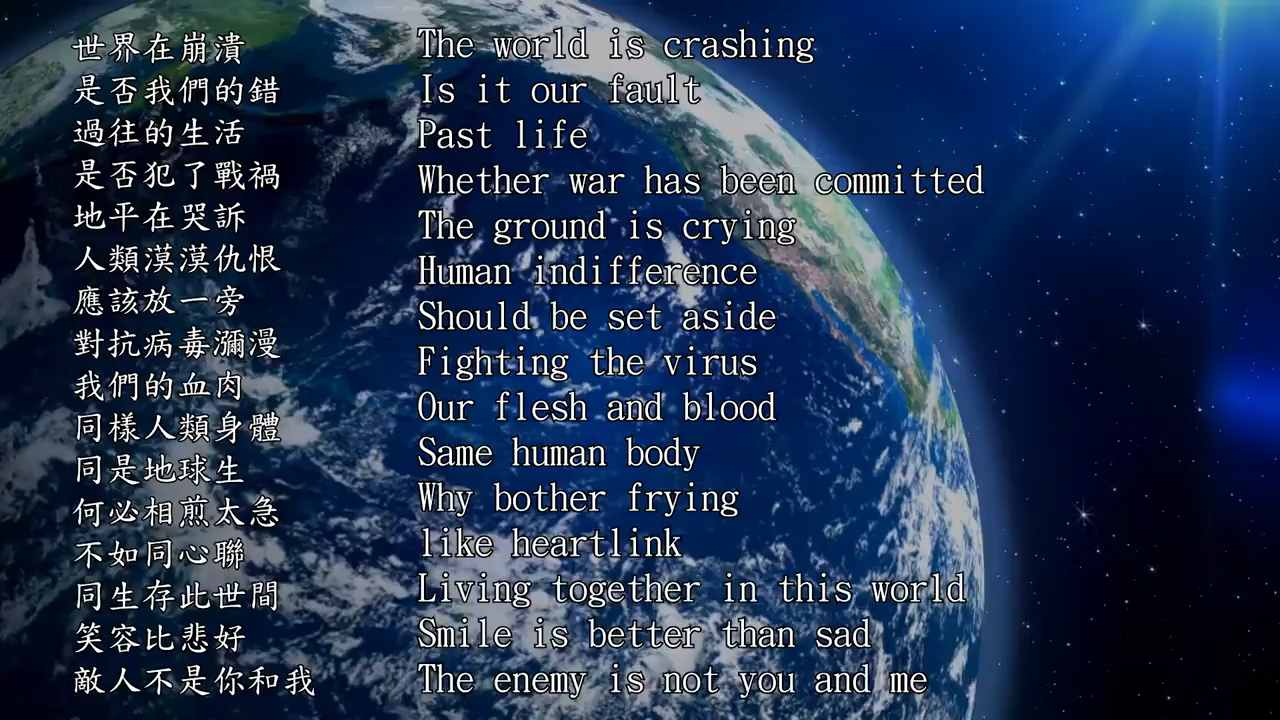 世界在崩潰
是否我們的錯
過往的生活
是否犯了戰禍
地平在哭訴
人類漠漠仇恨
應該放一旁
對抗病毒瀰漫
我們的血肉
同樣人類身體
同是地球生
何必相煎太急
不如同心聯
同生存此世間
笑容比悲好
敵人不是你和我
The world is crashing
Is it our fault
Past life
Whether war has been committed
The ground is crying
Human indifference
Should be set aside
Fighting the virus
Our flesh and blood
Same human body
Why bother frying
like heartlink
Living together in this world
Smile is better than sad
The enemy is not you and me